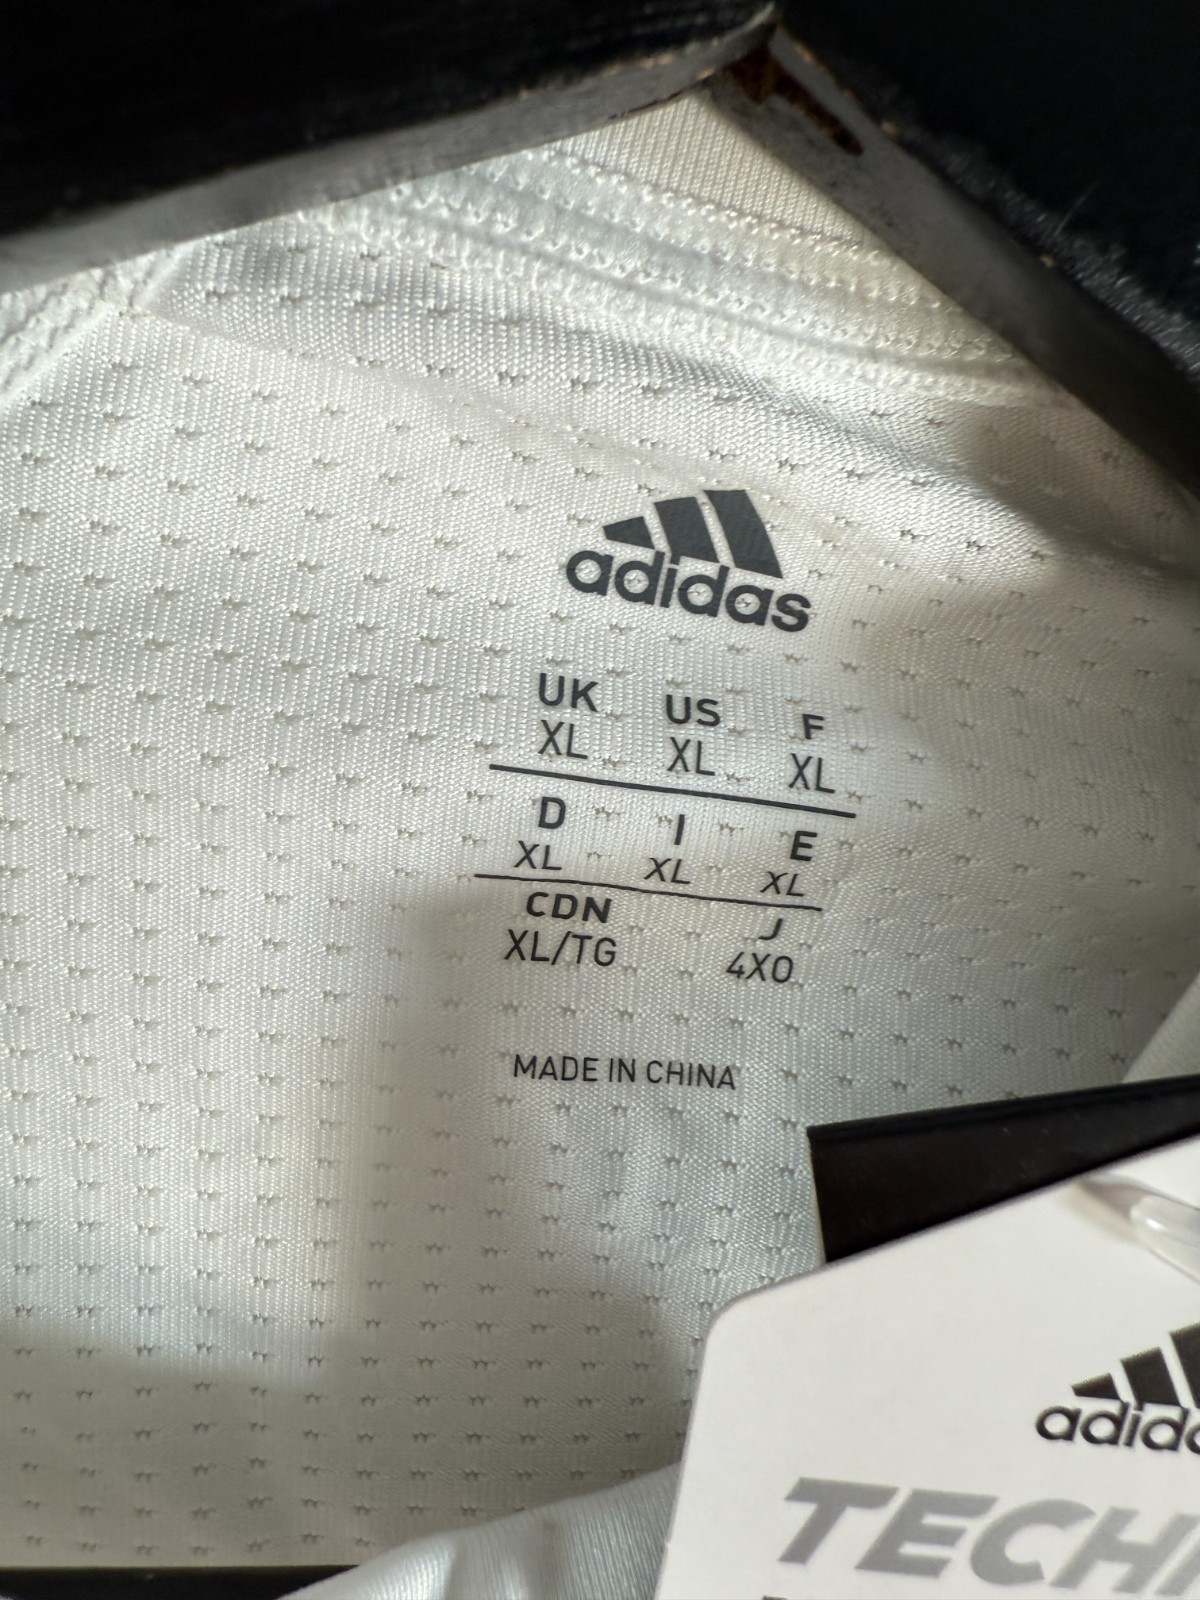 adidas
UK US F
XL XL XL
D I E
XL XL XL
CDN J
XL/TG 4XO
MADE IN CHINA
adidas
TECH